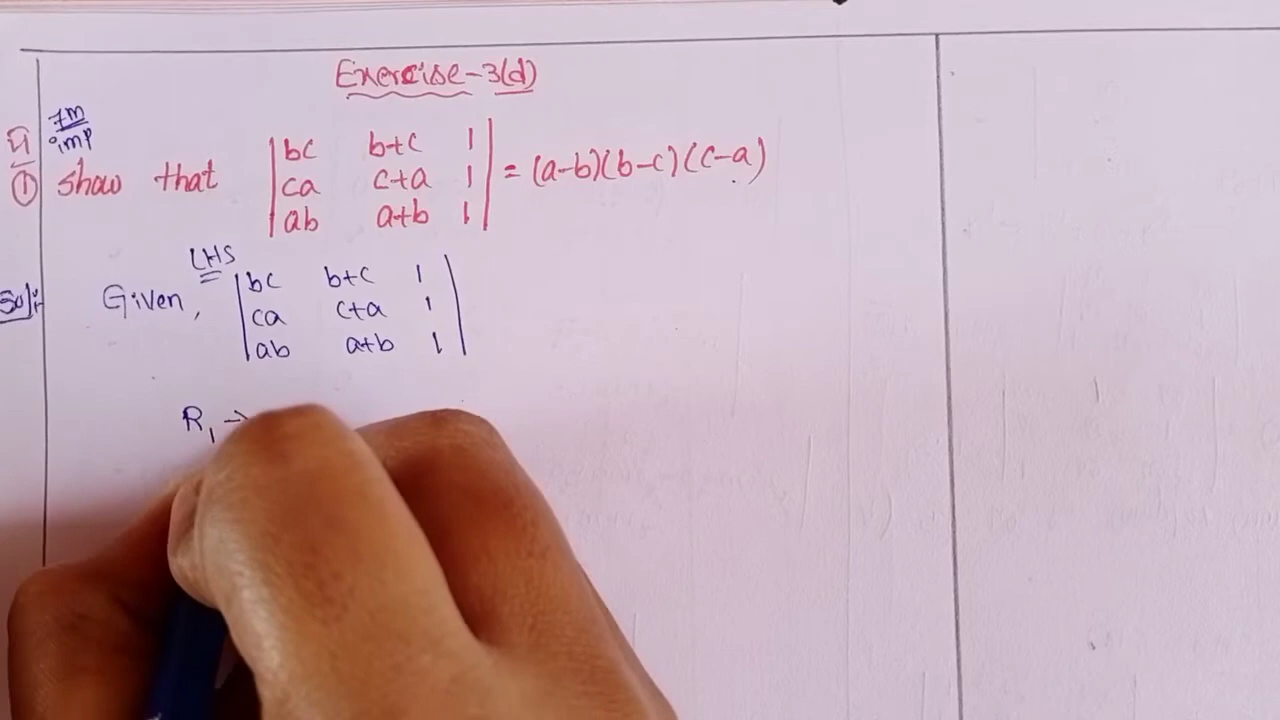 Exercise-3(d)
7m
imp
① Show that | bc b+c 1 |
| ca c+a 1 | = (a-b)(b-c)(c-a)
| ab a+b 1 |
LHS
Sol: Given, | bc b+c 1 |
| ca c+a 1 |
| ab a+b 1 |
R₁ →